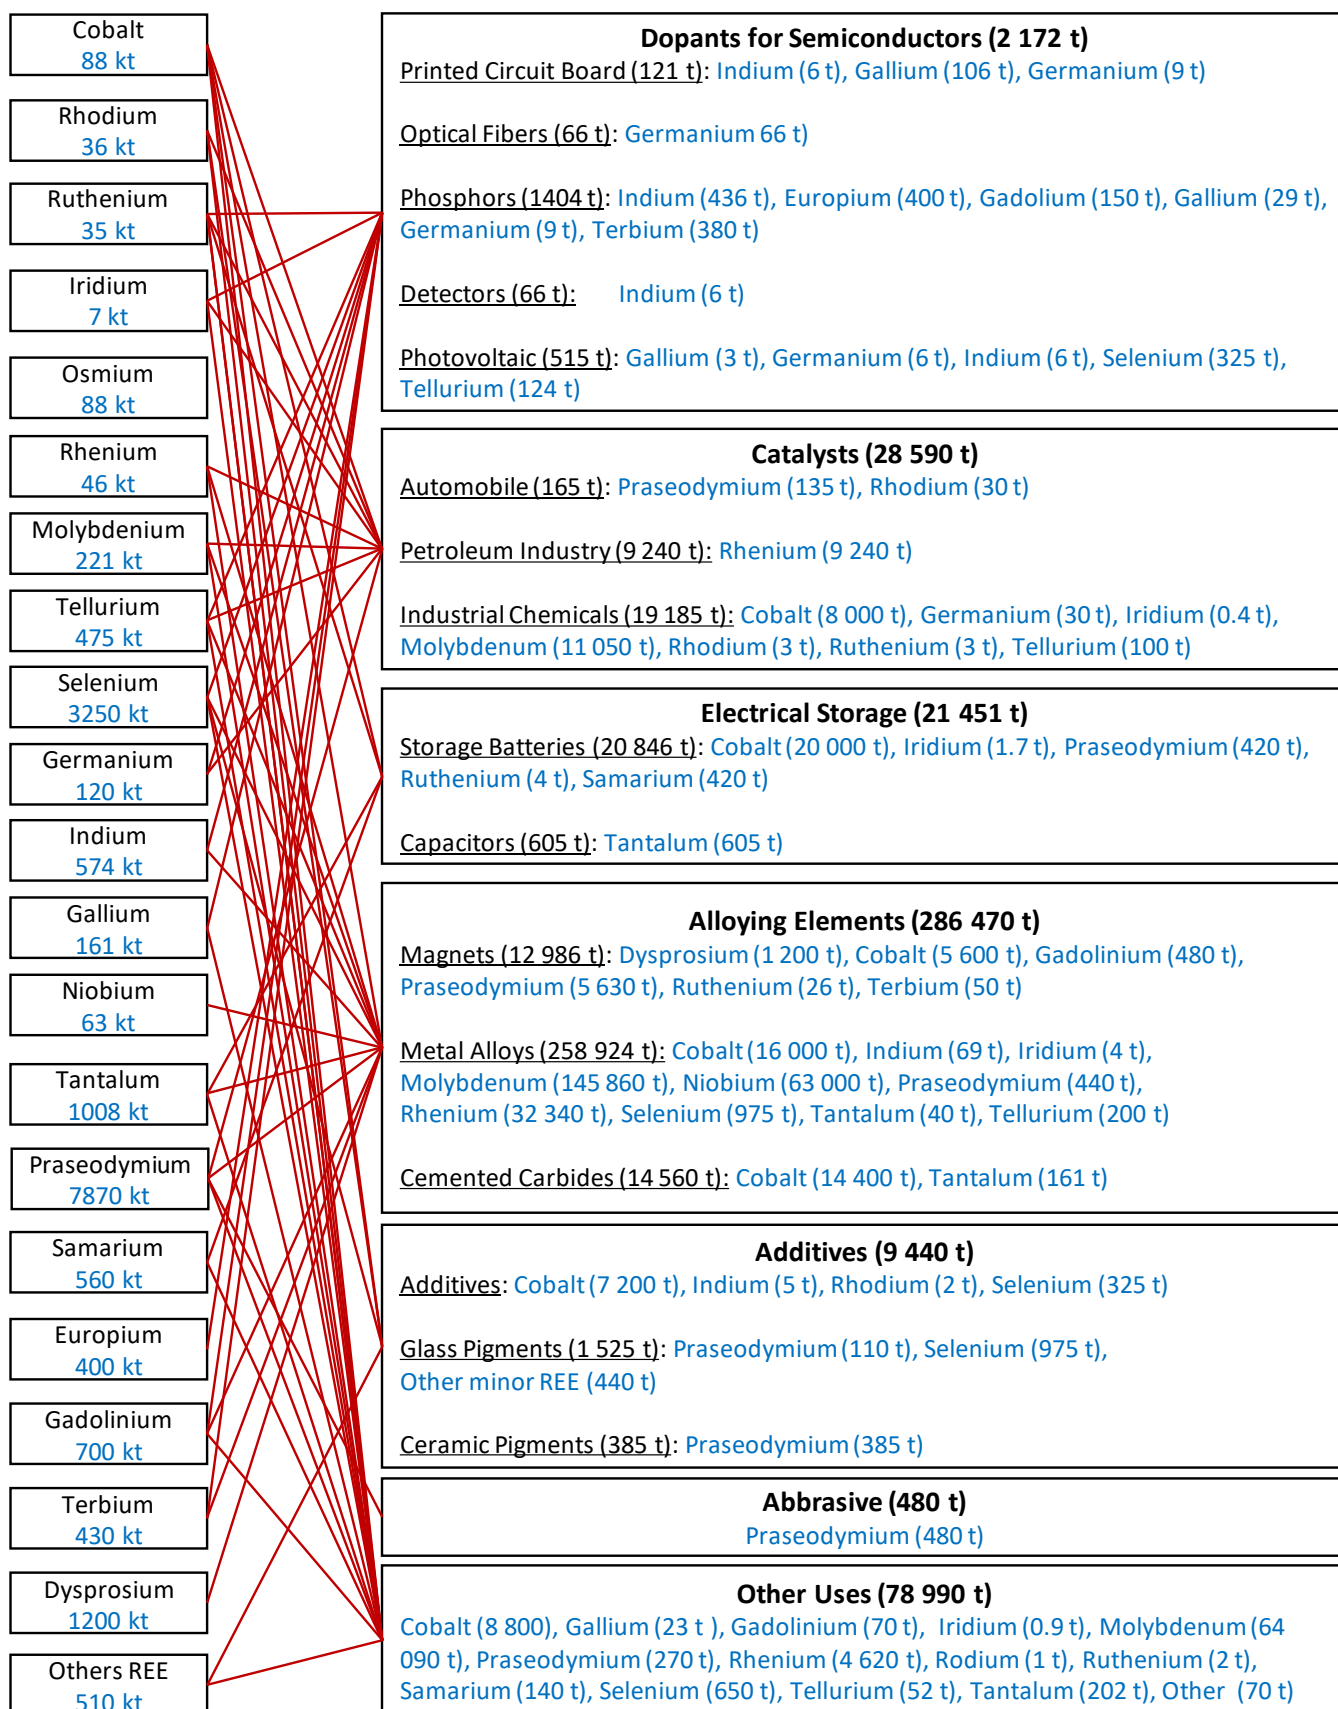 Cobalt
88 kt
Rhodium
36 kt
Ruthenium
35 kt
Iridium
7 kt
Osmium
88 kt
Rhenium
46 kt
Molybdenium
221 kt
Tellurium
475 kt
Selenium
3250 kt
Germanium
120 kt
Indium
574 kt
Gallium
161 kt
Niobium
63 kt
Tantalum
1008 kt
Praseodymium
7870 kt
Samarium
560 kt
Europium
400 kt
Gadolinium
700 kt
Terbium
430 kt
Dysprosium
1200 kt
Others REE
510 kt
Dopants for Semiconductors (2 172 t)
Printed Circuit Board (121 t): Indium (6 t), Gallium (106 t), Germanium (9 t)
Optical Fibers (66 t): Germanium 66 t)
Phosphors (1404 t): Indium (436 t), Europium (400 t), Gadolium (150 t), Gallium (29 t),
Germanium (9 t), Terbium (380 t)
Detectors (66 t): Indium (6 t)
Photovoltaic (515 t): Gallium (3 t), Germanium (6 t), Indium (6 t), Selenium (325 t),
Tellurium (124 t)
Catalysts (28 590 t)
Automobile (165 t): Praseodymium (135 t), Rhodium (30 t)
Petroleum Industry (9 240 t): Rhenium (9 240 t)
Industrial Chemicals (19 185 t): Cobalt (8 000 t), Germanium (30 t), Iridium (0.4 t),
Molybdenum (11 050 t), Rhodium (3 t), Ruthenium (3 t), Tellurium (100 t)
Electrical Storage (21 451 t)
Storage Batteries (20 846 t): Cobalt (20 000 t), Iridium (1.7 t), Praseodymium (420 t),
Ruthenium (4 t), Samarium (420 t)
Capacitors (605 t): Tantalum (605 t)
Alloying Elements (286 470 t)
Magnets (12 986 t): Dysprosium (1 200 t), Cobalt (5 600 t), Gadolinium (480 t),
Praseodymium (5 630 t), Ruthenium (26 t), Terbium (50 t)
Metal Alloys (258 924 t): Cobalt (16 000 t), Indium (69 t), Iridium (4 t),
Molybdenum (145 860 t), Niobium (63 000 t), Praseodymium (440 t),
Rhenium (32 340 t), Selenium (975 t), Tantalum (40 t), Tellurium (200 t)
Cemented Carbides (14 560 t): Cobalt (14 400 t), Tantalum (161 t)
Additives (9 440 t)
Additives: Cobalt (7 200 t), Indium (5 t), Rhodium (2 t), Selenium (325 t)
Glass Pigments (1 525 t): Praseodymium (110 t), Selenium (975 t),
Other minor REE (440 t)
Ceramic Pigments (385 t): Praseodymium (385 t)
Abbrasive (480 t)
Praseodymium (480 t)
Other Uses (78 990 t)
Cobalt (8 800), Gallium (23 t ), Gadolinium (70 t), Iridium (0.9 t), Molybdenum (64
090 t), Praseodymium (270 t), Rhenium (4 620 t), Rodium (1 t), Ruthenium (2 t),
Samarium (140 t), Selenium (650 t), Tellurium (52 t), Tantalum (202 t), Other (70 t)